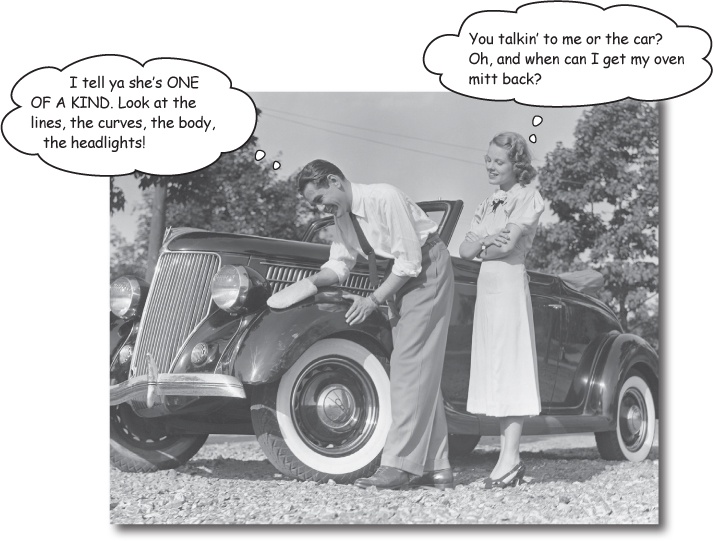 I tell ya she's ONE
OF A KIND. Look at the
lines, the curves, the body,
the headlights!
You talkin' to me or the car?
Oh, and when can I get my oven
mitt back?